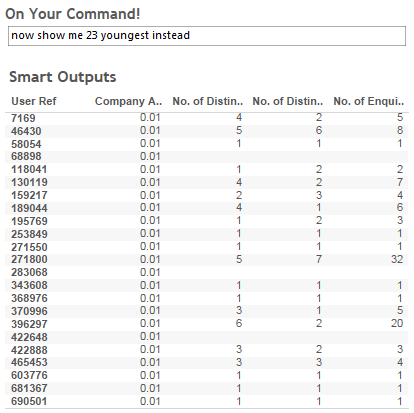 On Your Command!
now show me 23 youngest instead
Smart Outputs
User Ref Company A.. No. of Distin.. No. of Distin.. No. of Enqui..
7169 0.01 4 2 5
46430 0.01 5 6 8
58054 0.01 1 1 1
68898 0.01
118041 0.01 1 2 2
130119 0.01 4 2 7
159217 0.01 2 3 4
189044 0.01 4 1 6
195769 0.01 1 2 3
253849 0.01 1 1 1
271550 0.01 1 1 1
271800 0.01 5 7 32
283068 0.01
343608 0.01 1 1 1
368976 0.01 1 1 1
370996 0.01 3 1 5
396297 0.01 6 2 20
422648 0.01
422888 0.01 3 2 3
465453 0.01 3 3 4
603776 0.01 1 1 1
681367 0.01 1 1 1
690501 0.01 1 1 1